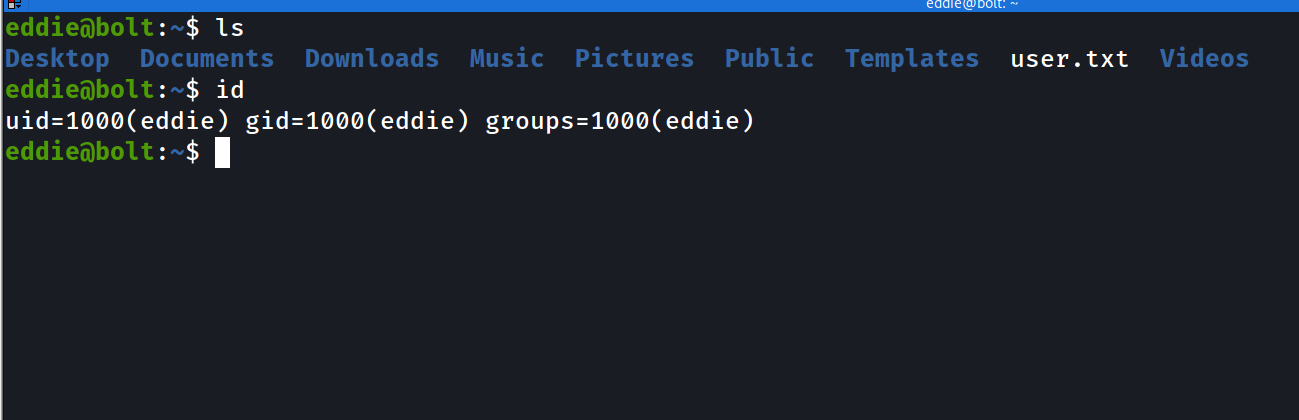 eddie@bolt: ~
eddie@bolt:~$ ls
Desktop  Documents  Downloads  Music  Pictures  Public  Templates  user.txt  Videos
eddie@bolt:~$ id
uid=1000(eddie) gid=1000(eddie) groups=1000(eddie)
eddie@bolt:~$